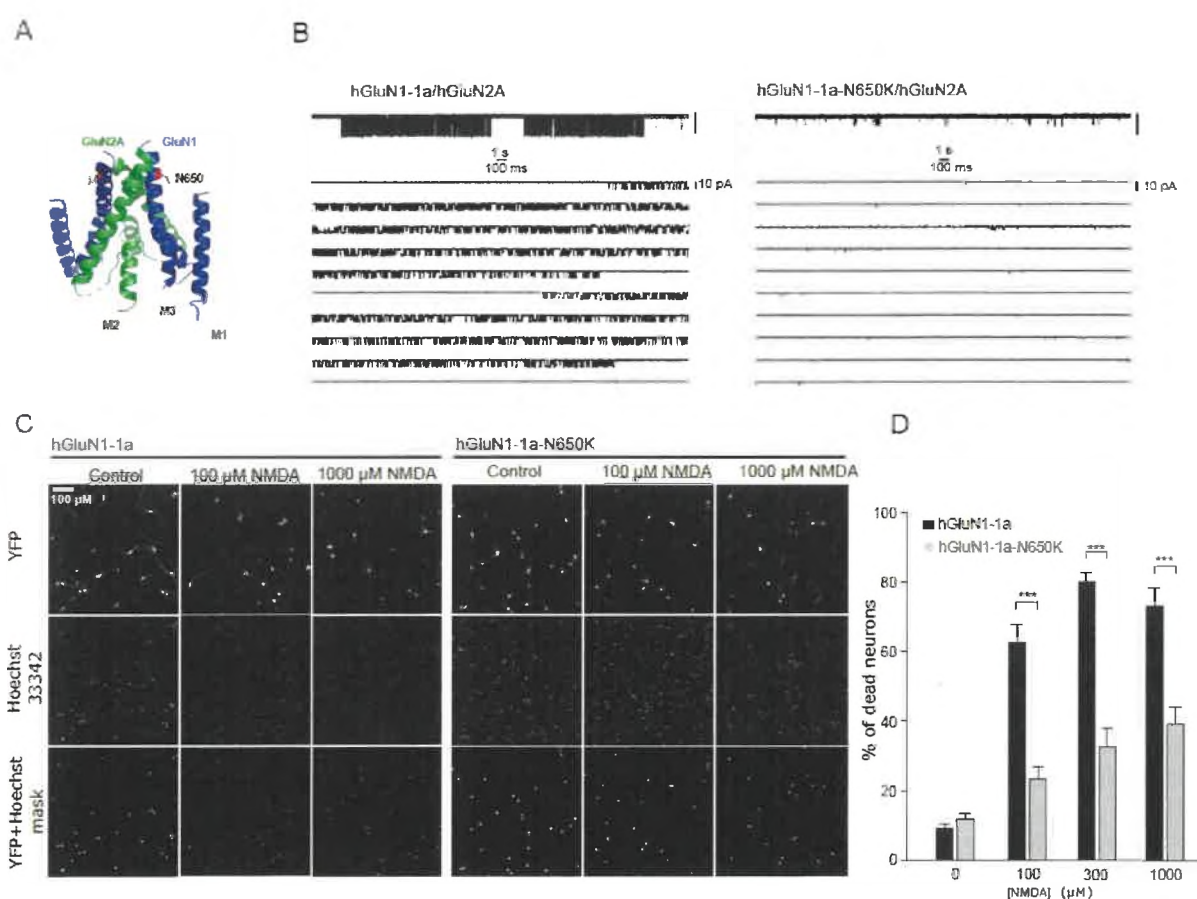 A
GluN2A
GluN1
N650
M2
M3
M1
B
hGluN1-1a/hGluN2A
1 s
100 ms
10 pA
hGluN1-1a-N650K/hGluN2A
1 s
100 ms
10 pA
C
hGluN1-1a
Control
100 µM NMDA
1000 µM NMDA
hGluN1-1a-N650K
Control
100 µM NMDA
1000 µM NMDA
100 µM
YFP
Hoechst
33342
YFP+Hoechst
mask
D
% of dead neurons
100
80
60
40
20
0
hGluN1-1a
hGluN1-1a-N650K
***
***
***
0
100
300
1000
[NMDA] (µM)